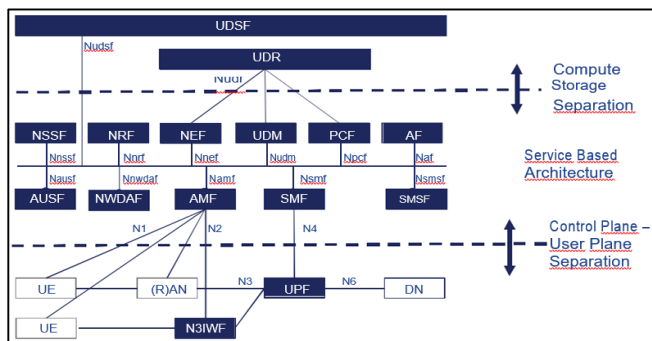 UDSF
Nudsf
UDR
Nudr
Compute
Storage
Separation
NSSF NRF NEF UDM PCF AF
Nnssf Nnrf Nnef Nudm Npcf Naf
Service Based
Architecture
Nausf Nnwdaf Namf Nsmf Nsmsf
AUSF NWDAF AMF SMF SMSF
N1 N2 N4
Control Plane –
User Plane
Separation
UE (R)AN N3 UPF N6 DN
UE N3IWF